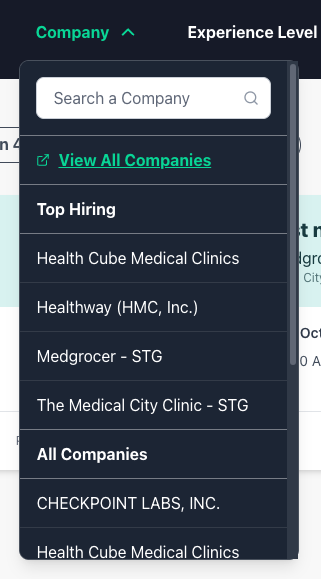 Company
Experience Level
Search a Company
View All Companies
Top Hiring
Health Cube Medical Clinics
Healthway (HMC, Inc.)
Medgrocer - STG
The Medical City Clinic - STG
All Companies
CHECKPOINT LABS, INC.
Health Cube Medical Clinics